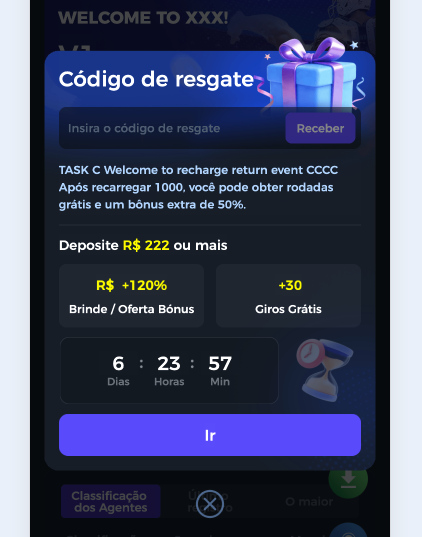 WELCOME TO XXX!
Código de resgate
Insira o código de resgate
Receber
TASK C Welcome to recharge return event CCCC
Após recarregar 1000, você pode obter rodadas
grátis e um bônus extra de 50%.
Deposite R$ 222 ou mais
R$ +120%
Brinde / Oferta Bónus
+30
Giros Grátis
6 : 23 : 57
Dias Horas Min
Ir
Classificação
dos Agentes
O maior